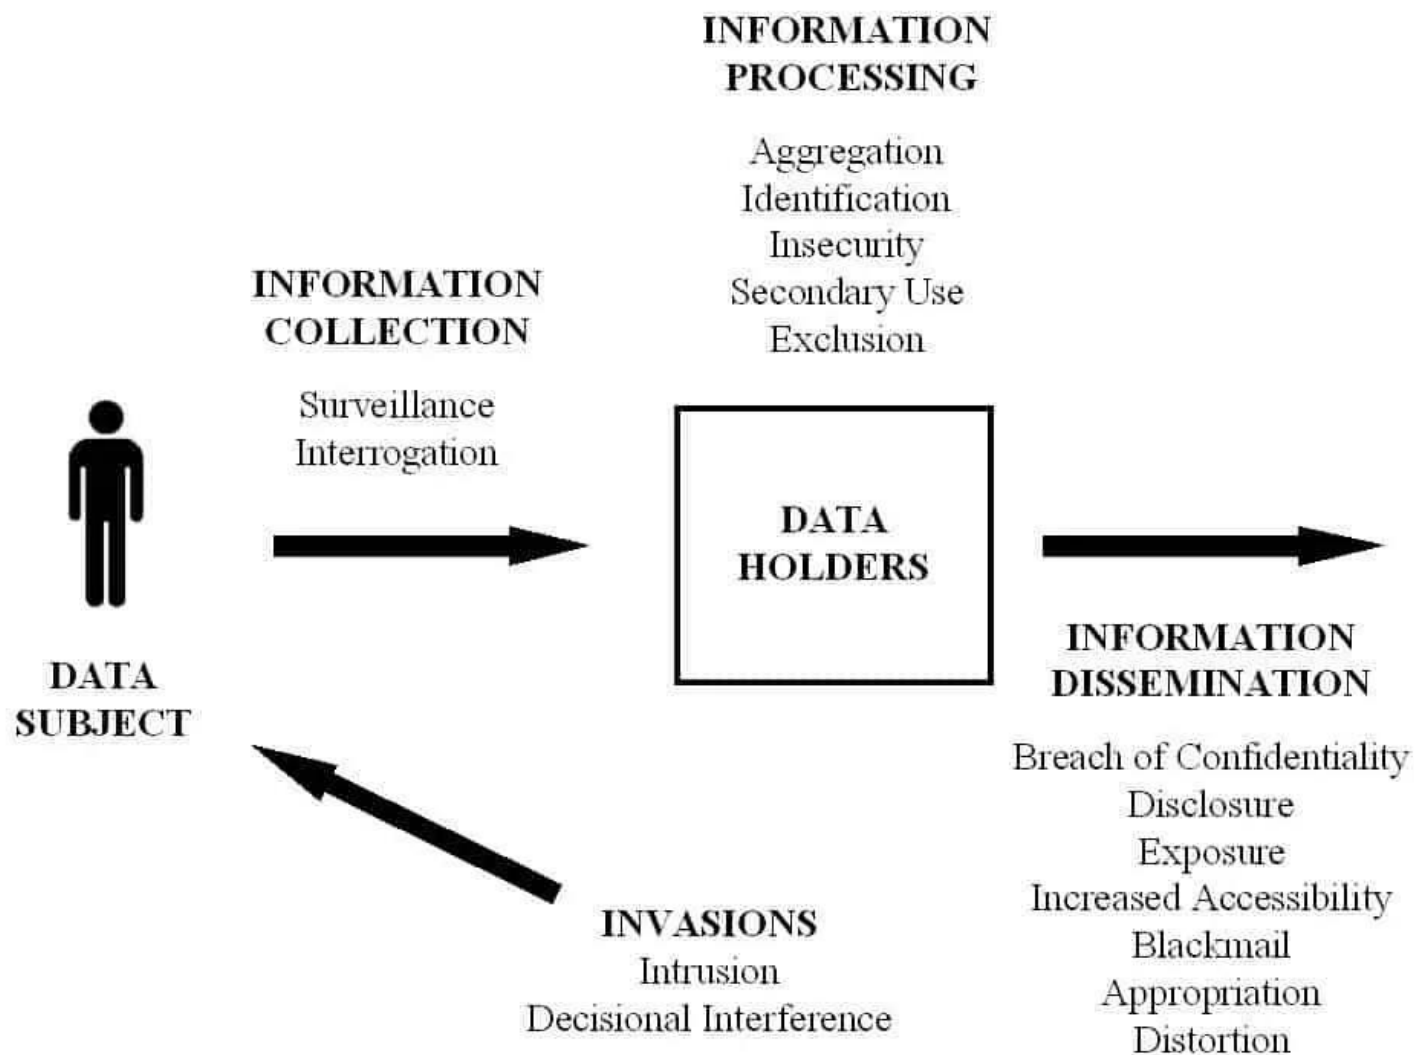 INFORMATION
PROCESSING
Aggregation
Identification
Insecurity
Secondary Use
Exclusion
INFORMATION
COLLECTION
Surveillance
Interrogation
DATA
SUBJECT
DATA
HOLDERS
INFORMATION
DISSEMINATION
Breach of Confidentiality
Disclosure
Exposure
Increased Accessibility
Blackmail
Appropriation
Distortion
INVASIONS
Intrusion
Decisional Interference